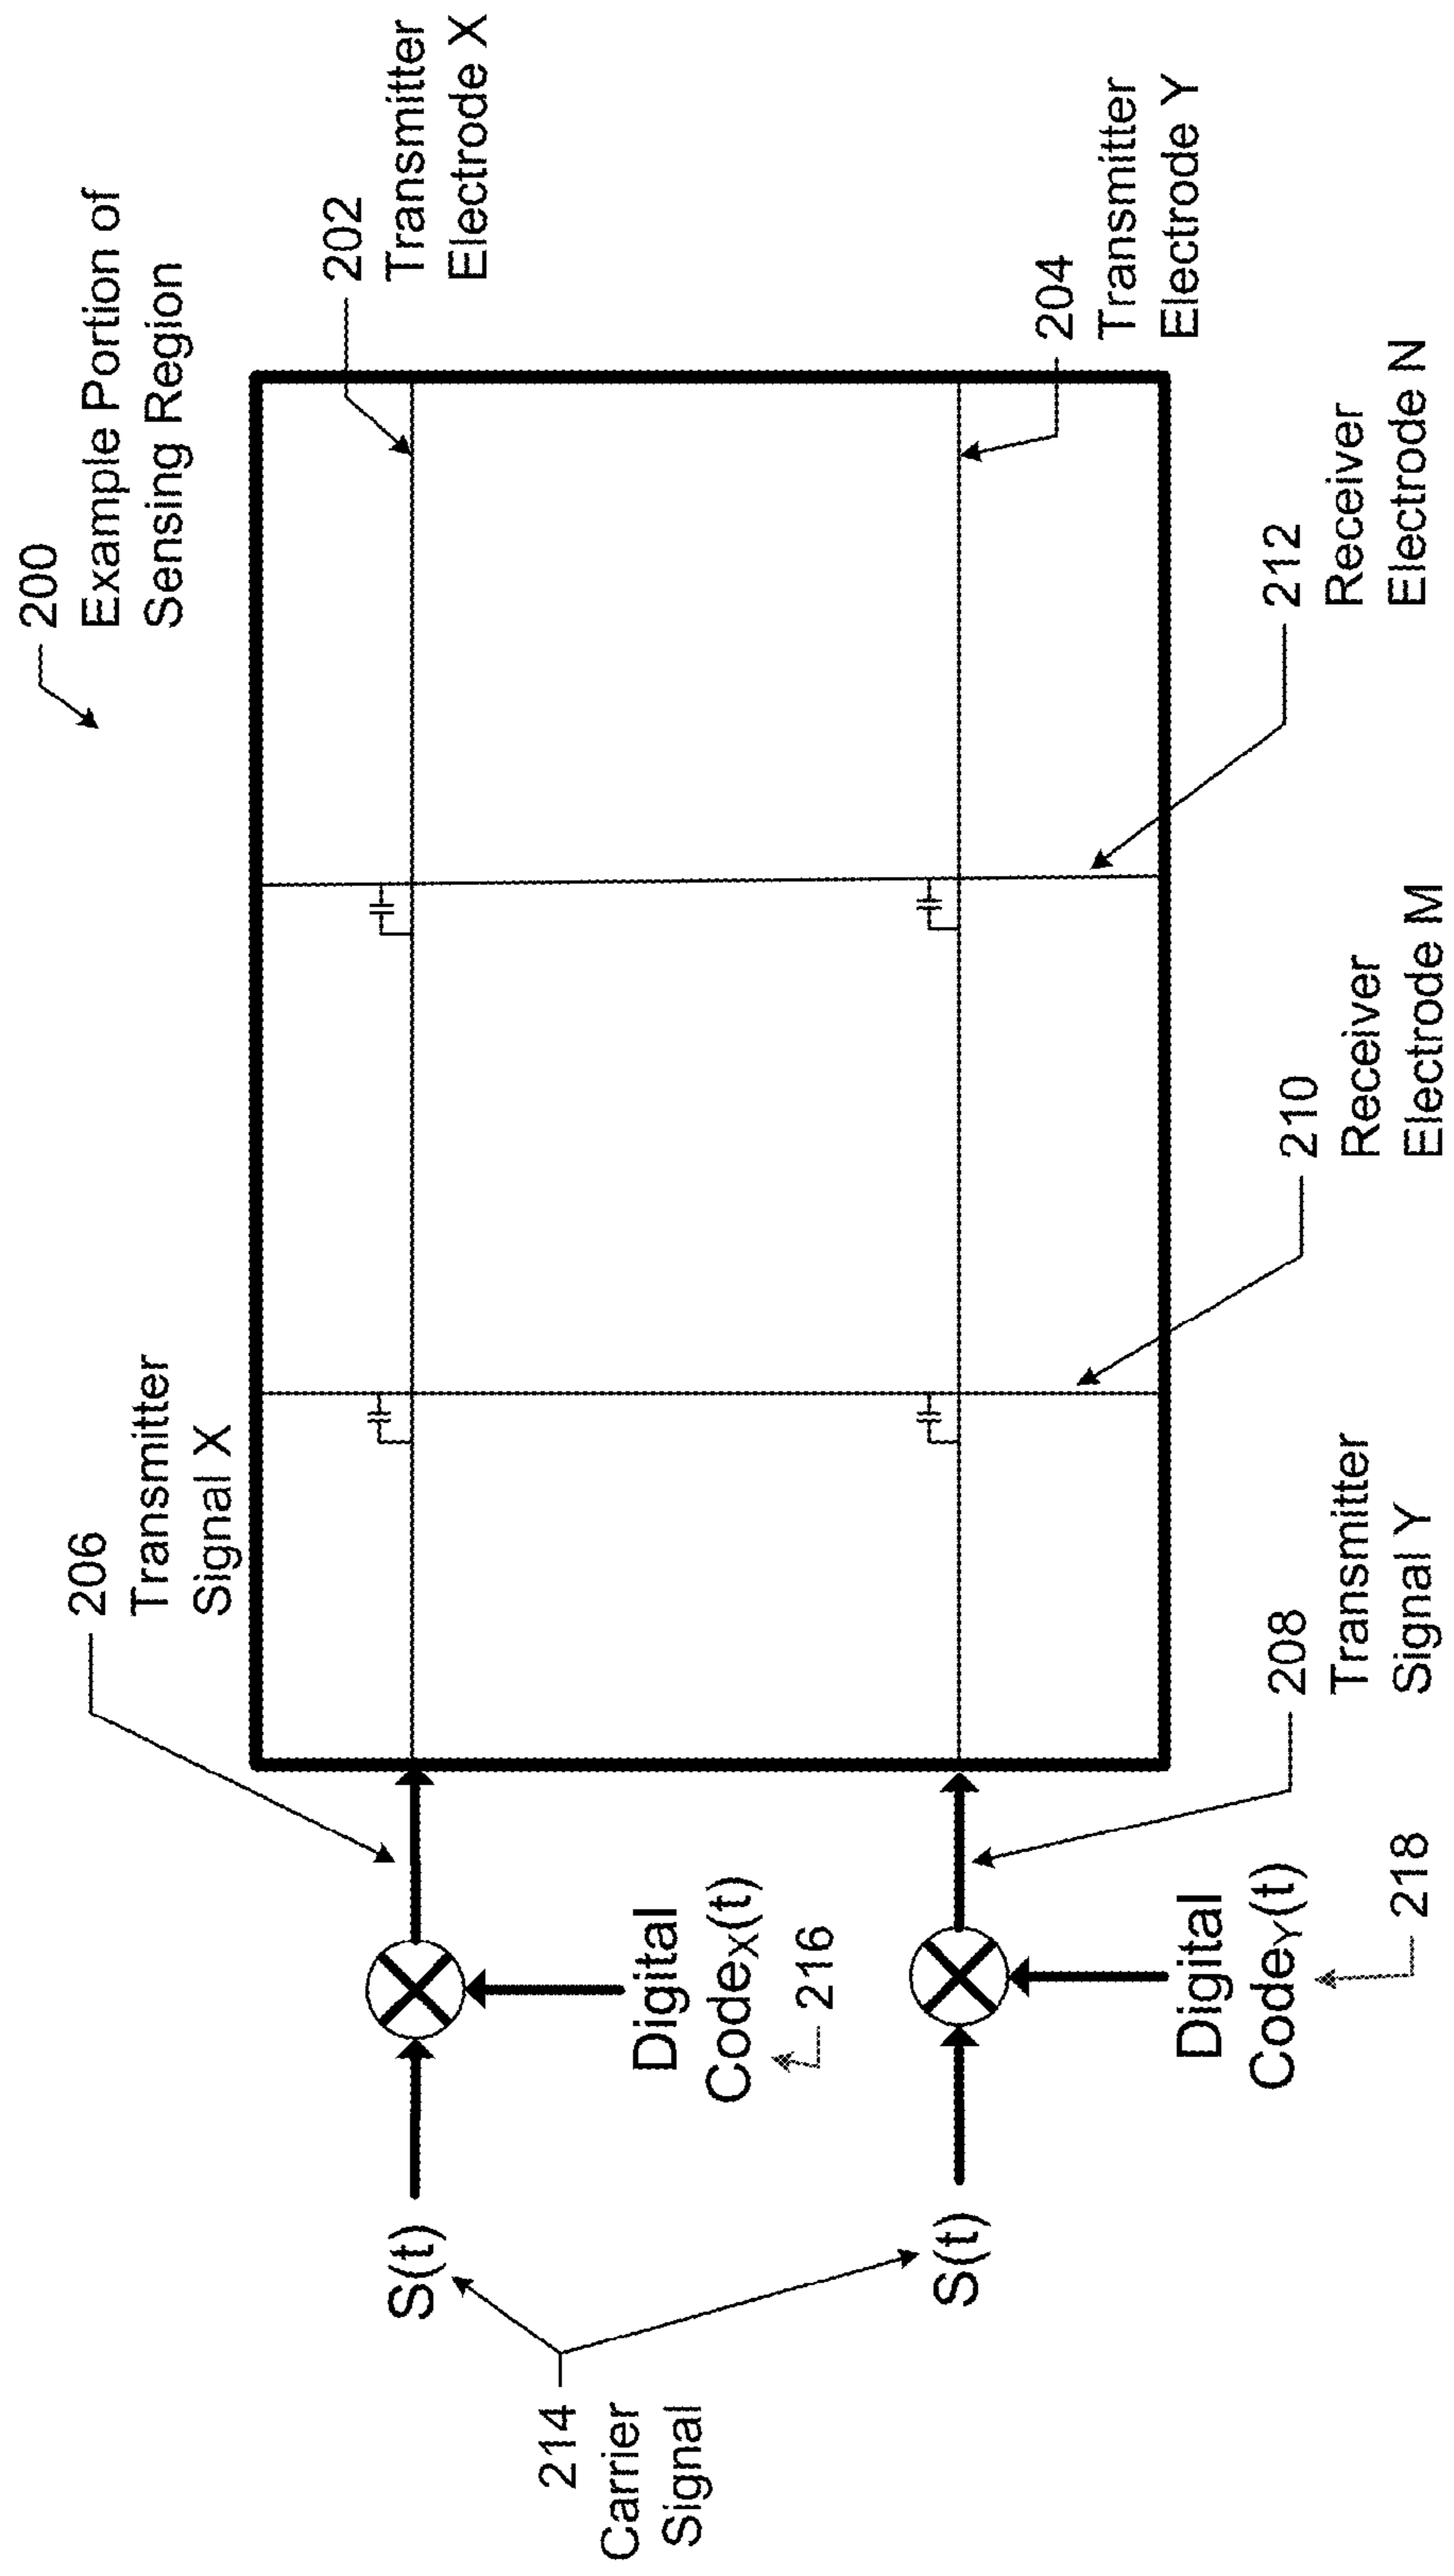 200
Example Portion of
Sensing Region
206
Transmitter
Signal X
202
Transmitter
Electrode X
S(t)
214
Carrier
Signal
Digital
CodeX(t)
216
204
Transmitter
Electrode Y
S(t)
Digital
CodeY(t)
218
208
Transmitter
Signal Y
210
Receiver
Electrode M
212
Receiver
Electrode N